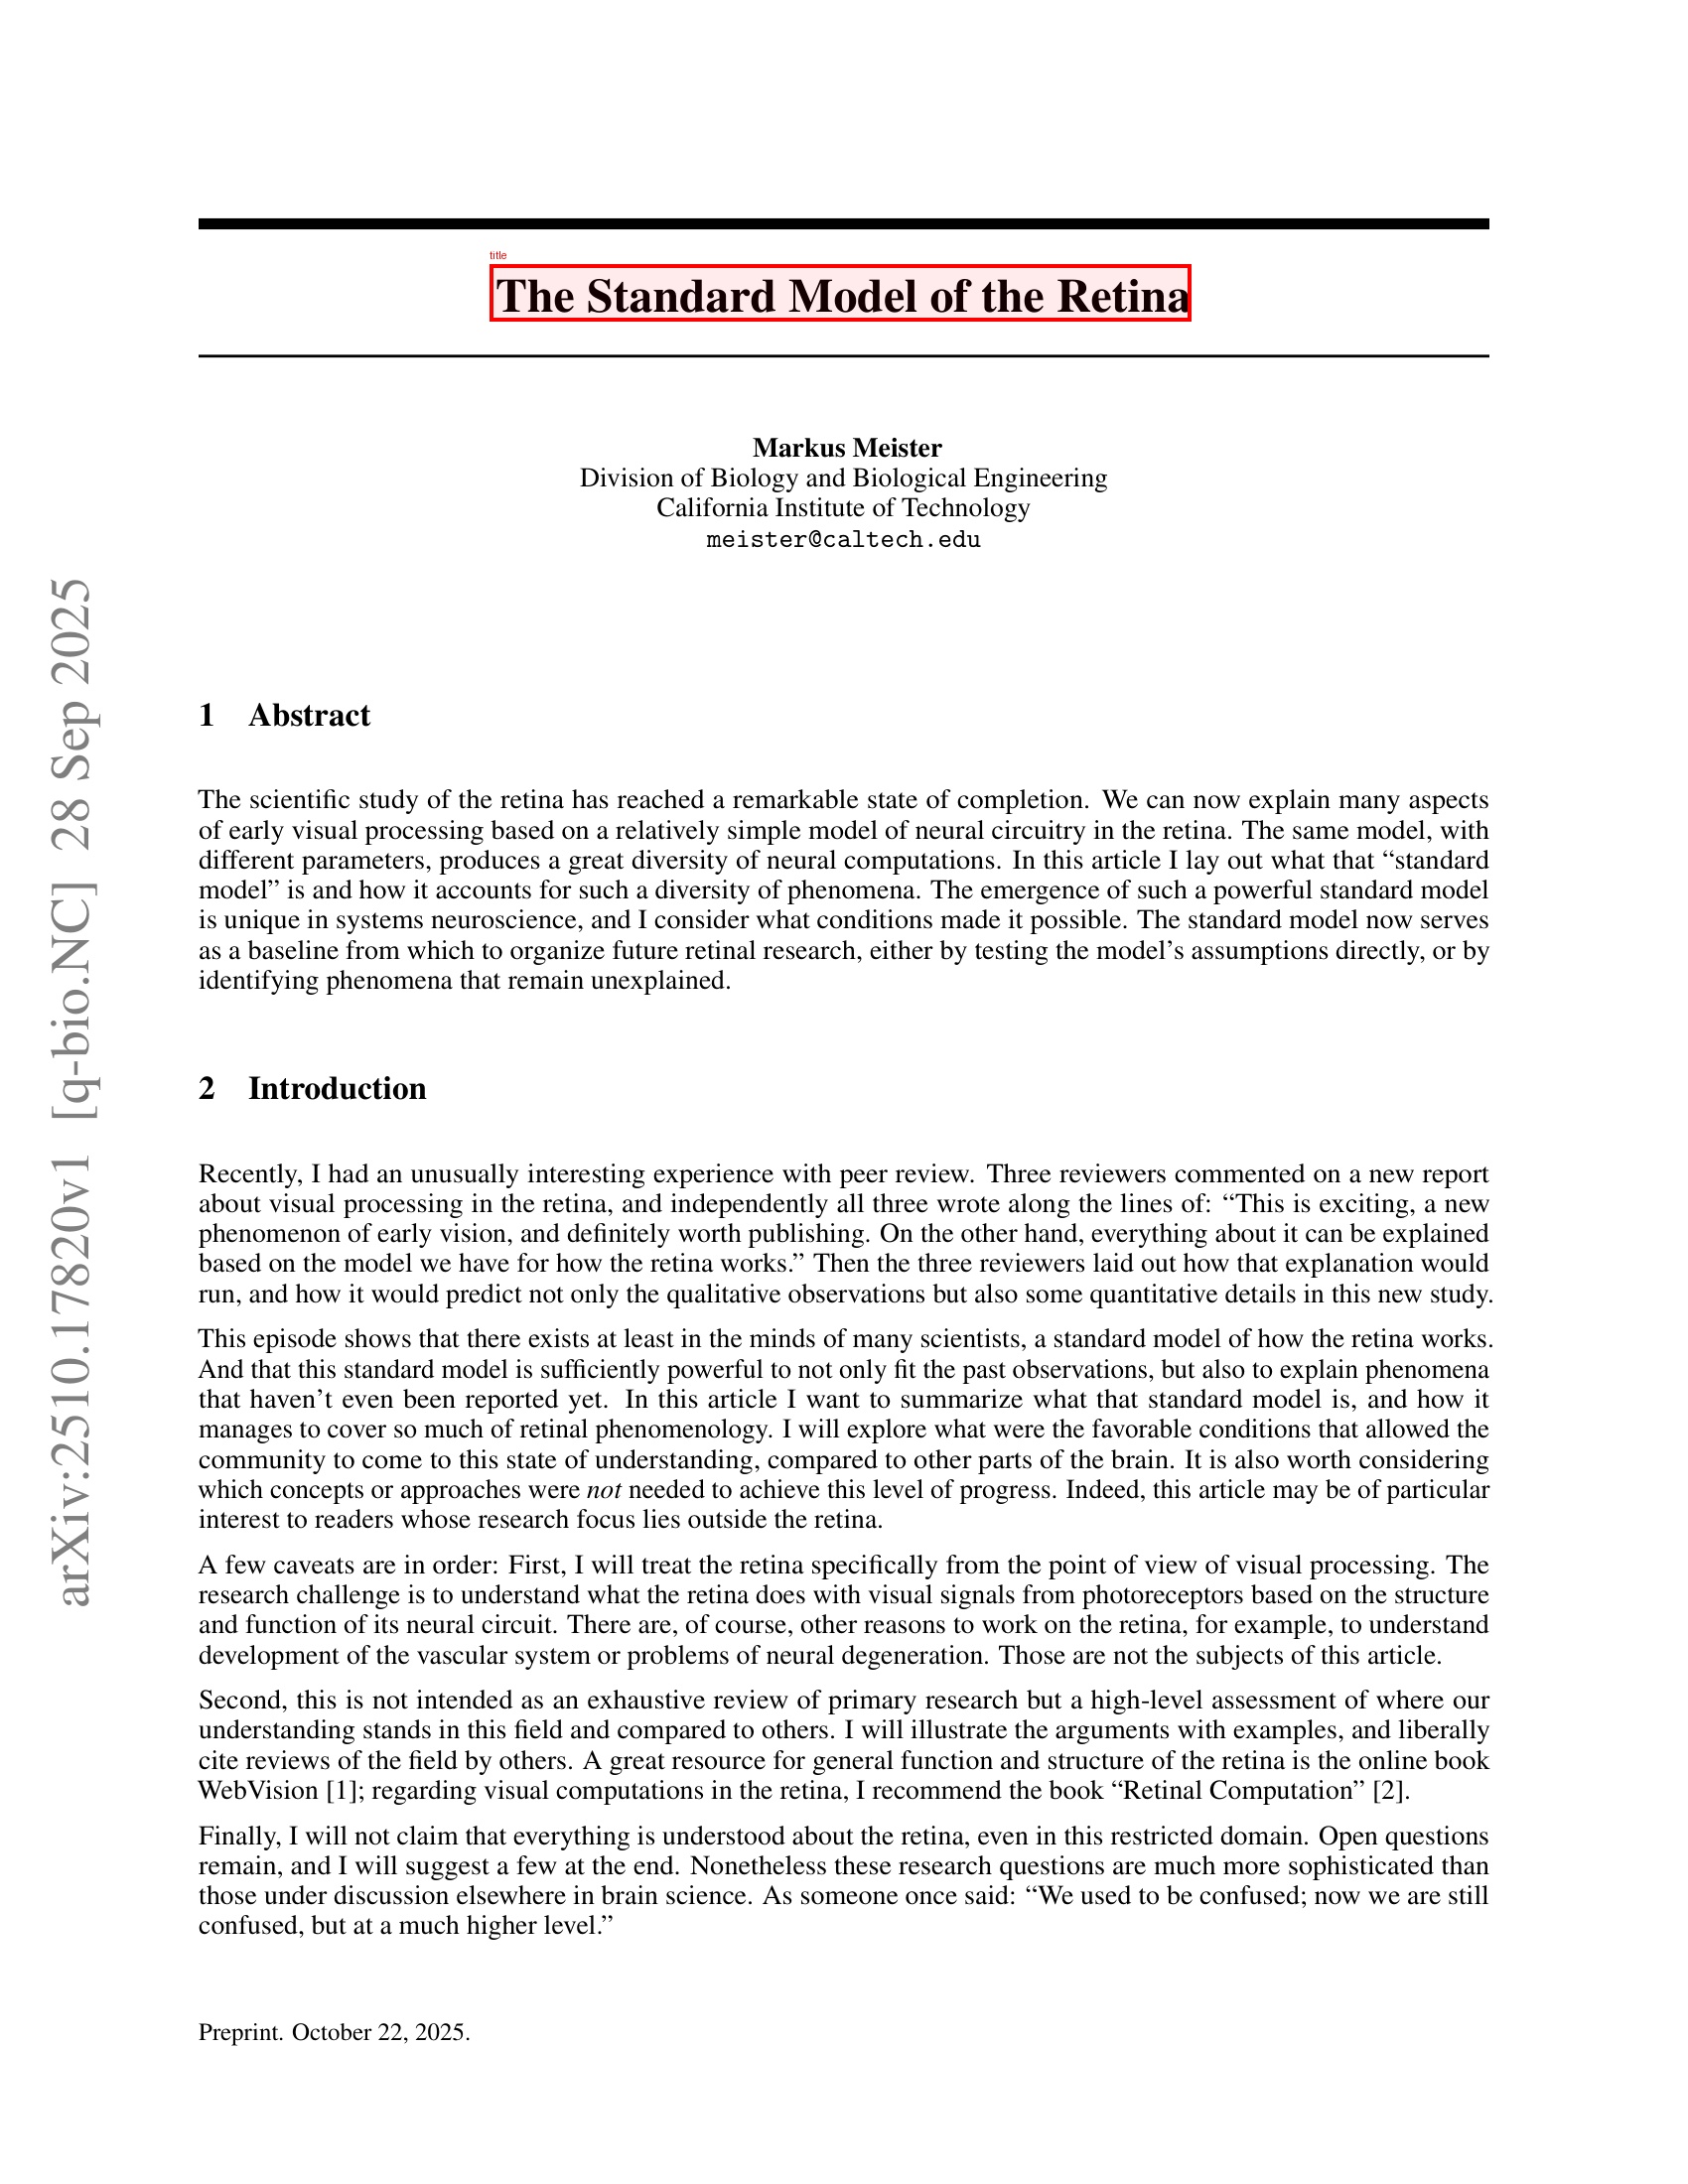 title
The Standard Model of the Retina
Markus Meister
Division of Biology and Biological Engineering
California Institute of Technology
meister@caltech.edu
arXiv:2510.17820v1 [q-bio.NC] 28 Sep 2025
1 Abstract
The scientific study of the retina has reached a remarkable state of completion. We can now explain many aspects
of early visual processing based on a relatively simple model of neural circuitry in the retina. The same model, with
different parameters, produces a great diversity of neural computations. In this article I lay out what that “standard
model” is and how it accounts for such a diversity of phenomena. The emergence of such a powerful standard model
is unique in systems neuroscience, and I consider what conditions made it possible. The standard model now serves
as a baseline from which to organize future retinal research, either by testing the model’s assumptions directly, or by
identifying phenomena that remain unexplained.
2 Introduction
Recently, I had an unusually interesting experience with peer review. Three reviewers commented on a new report
about visual processing in the retina, and independently all three wrote along the lines of: “This is exciting, a new
phenomenon of early vision, and definitely worth publishing. On the other hand, everything about it can be explained
based on the model we have for how the retina works.” Then the three reviewers laid out how that explanation would
run, and how it would predict not only the qualitative observations but also some quantitative details in this new study.
This episode shows that there exists at least in the minds of many scientists, a standard model of how the retina works.
And that this standard model is sufficiently powerful to not only fit the past observations, but also to explain phenomena
that haven’t even been reported yet. In this article I want to summarize what that standard model is, and how it
manages to cover so much of retinal phenomenology. I will explore what were the favorable conditions that allowed the
community to come to this state of understanding, compared to other parts of the brain. It is also worth considering
which concepts or approaches were not needed to achieve this level of progress. Indeed, this article may be of particular
interest to readers whose research focus lies outside the retina.
A few caveats are in order: First, I will treat the retina specifically from the point of view of visual processing. The
research challenge is to understand what the retina does with visual signals from photoreceptors based on the structure
and function of its neural circuit. There are, of course, other reasons to work on the retina, for example, to understand
development of the vascular system or problems of neural degeneration. Those are not the subjects of this article.
Second, this is not intended as an exhaustive review of primary research but a high-level assessment of where our
understanding stands in this field and compared to others. I will illustrate the arguments with examples, and liberally
cite reviews of the field by others. A great resource for general function and structure of the retina is the online book
WebVision [1]; regarding visual computations in the retina, I recommend the book “Retinal Computation” [2].
Finally, I will not claim that everything is understood about the retina, even in this restricted domain. Open questions
remain, and I will suggest a few at the end. Nonetheless these research questions are much more sophisticated than
those under discussion elsewhere in brain science. As someone once said: “We used to be confused; now we are still
confused, but at a much higher level.”
Preprint. October 22, 2025.